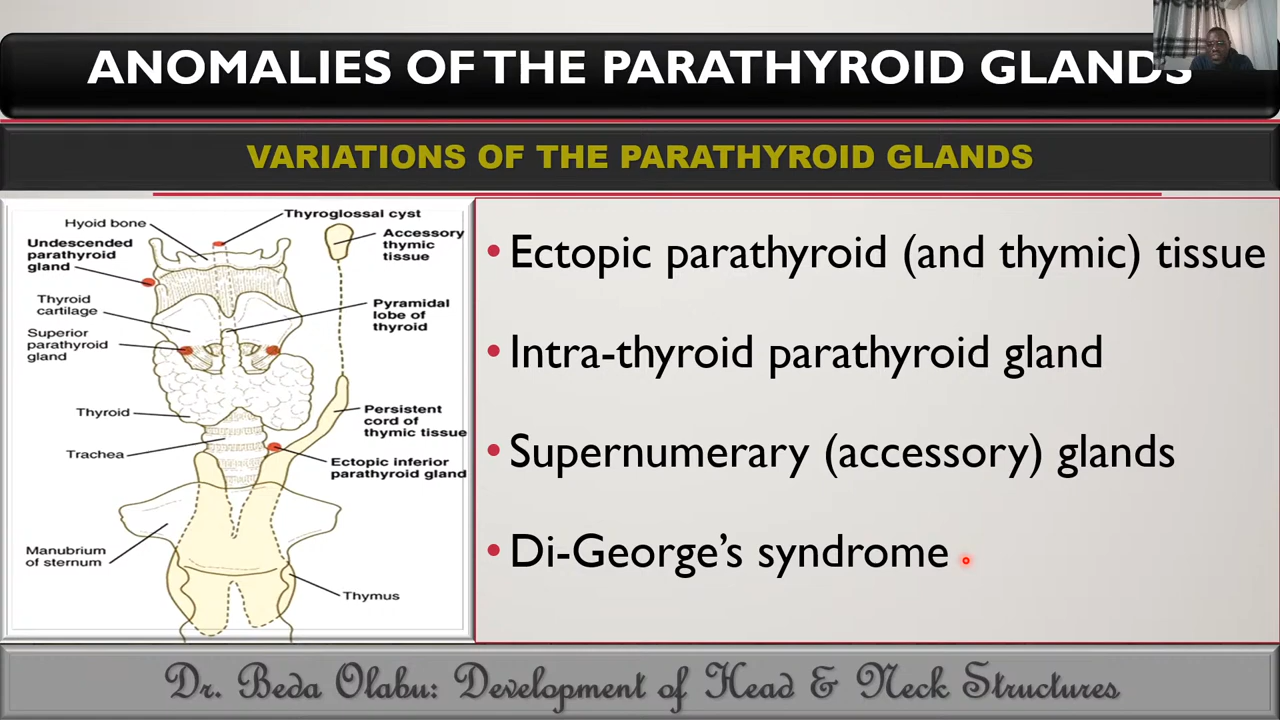 ANOMALIES OF THE PARATHYROID GLANDS
VARIATIONS OF THE PARATHYROID GLANDS
Thyroglossal cyst
Hyoid bone
Accessory
thymic
tissue
Undescended
parathyroid
gland
Thyroid
cartilage
Pyramidal
lobe of
thyroid
Superior
parathyroid
gland
Thyroid
Persistent
cord of
thymic tissue
Trachea
Ectopic inferior
parathyroid gland
Manubrium
of sternum
Thymus
• Ectopic parathyroid (and thymic) tissue
• Intra-thyroid parathyroid gland
• Supernumerary (accessory) glands
• Di-George’s syndrome
Dr. Beda Olabu: Development of Head & Neck Structures